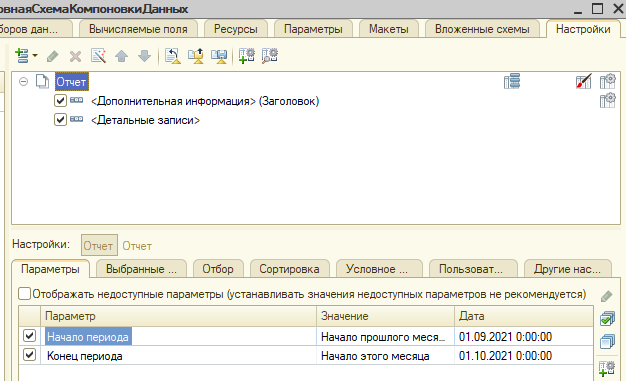 овнаяСхемаКомпоновкиДанных
боров дан...
Вычисляемые поля
Ресурсы
Параметры
Макеты
Вложенные схемы
Настройки
Отчет
<Дополнительная информация> (Заголовок)
<Детальные записи>
Настройки: Отчет Отчет
Параметры
Выбранные ...
Отбор
Сортировка
Условное ...
Пользоват...
Другие нас...
Отображать недоступные параметры (устанавливать значения недоступных параметров не рекомендуется)
Параметр Значение Дата
Начало периода Начало прошлого меся... 01.09.2021 0:00:00
Конец периода Начало этого месяца 01.10.2021 0:00:00